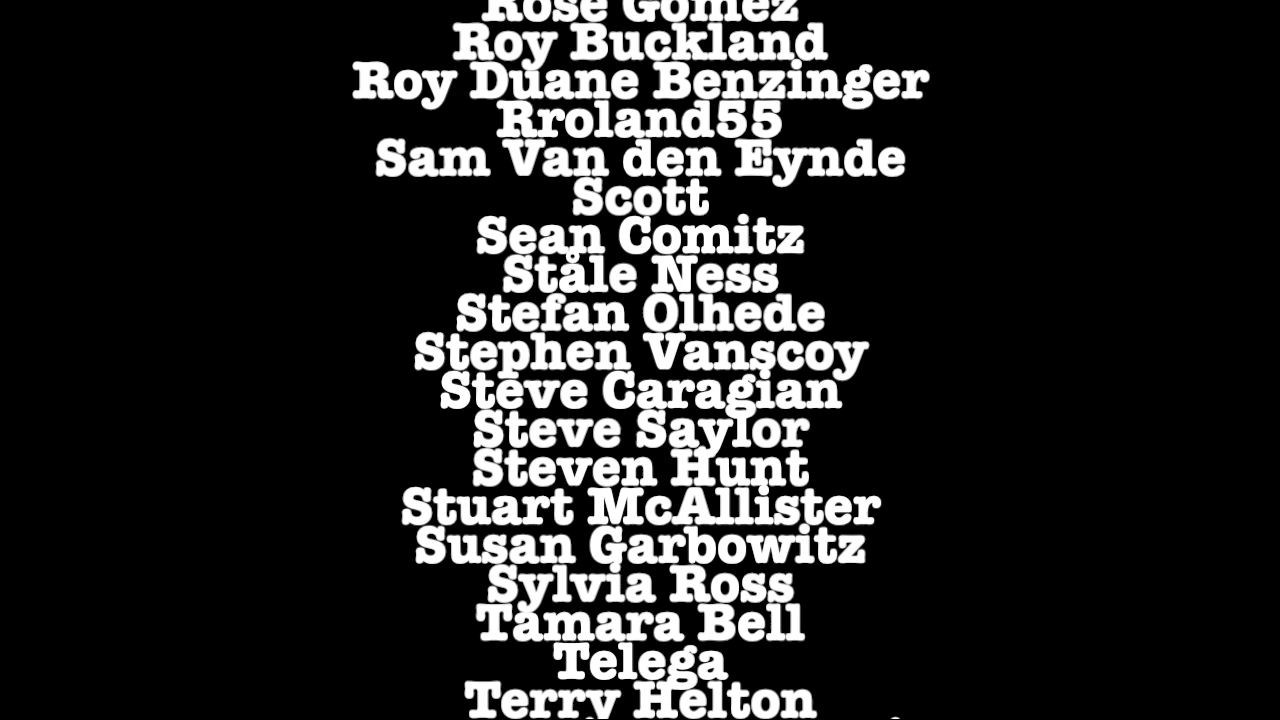 Rose Gomez
Roy Buckland
Roy Duane Benzinger
Rroland55
Sam Van den Eynde
Scott
Sean Comitz
Ståle Ness
Stefan Olhede
Stephen Vanscoy
Steve Caragian
Steve Saylor
Steven Hunt
Stuart McAllister
Susan Garbowitz
Sylvia Ross
Tamara Bell
Telega
Terry Helton